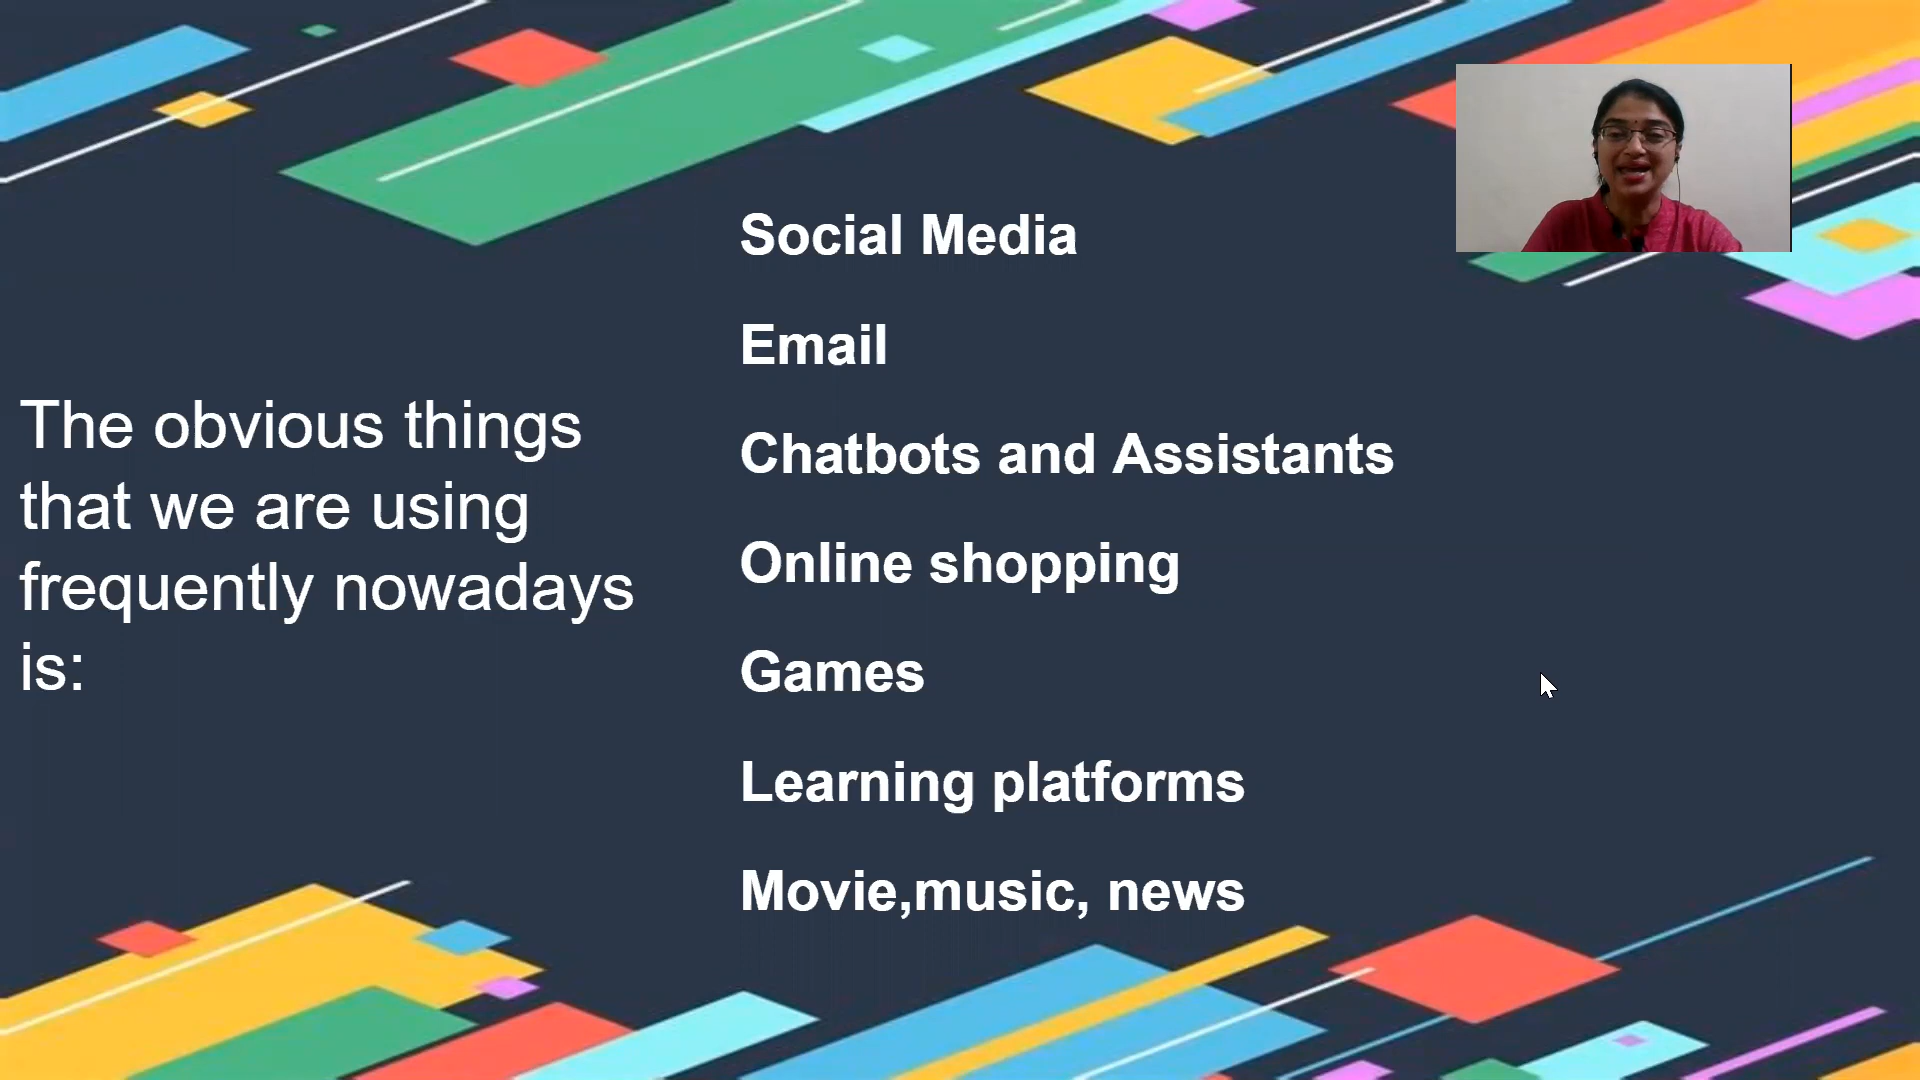 The obvious things
that we are using
frequently nowadays
is:
Social Media
Email
Chatbots and Assistants
Online shopping
Games
Learning platforms
Movie,music, news